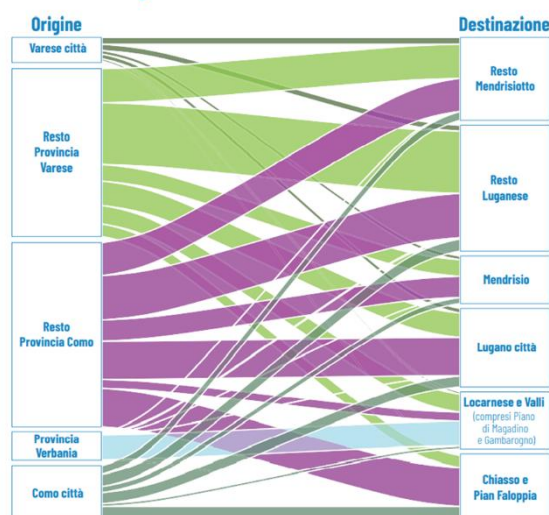 Origine
Destinazione
Varese città
Resto
Provincia
Varese
Resto
Provincia Como
Provincia
Verbania
Como città
Resto
Mendrisiotto
Resto
Luganese
Mendrisio
Lugano città
Locarnese e Valli
(compresi Piano
di Magadino
e Gambarogno)
Chiasso e
Pian Faloppia